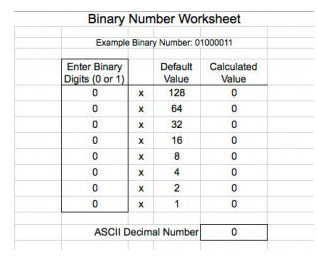 Binary Number Worksheet
Example Binary Number: 01000011
Enter Binary Default Calculated
Digits (0 or 1) Value Value
0 x 128 0
0 x 64 0
0 x 32 0
0 x 16 0
0 x 8 0
0 x 4 0
0 x 2 0
0 x 1 0
ASCII Decimal Number 0